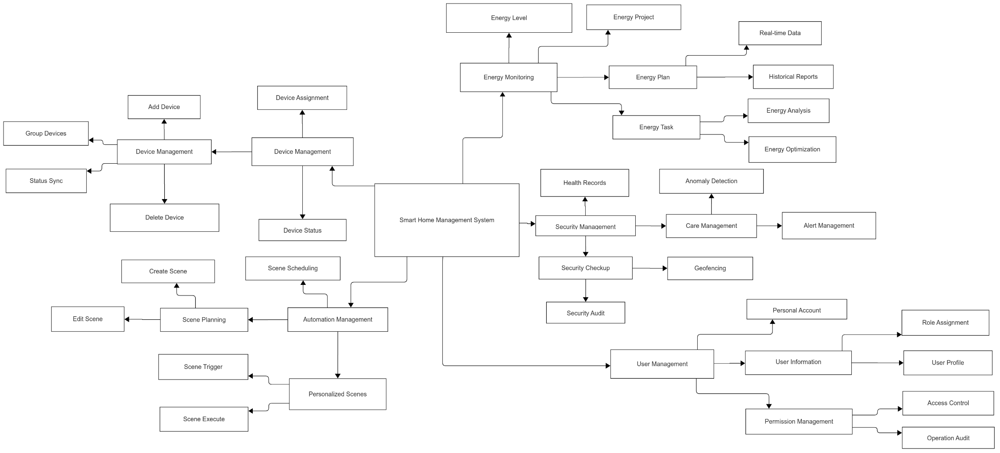 Energy Level
Energy Project
Real-time Data
Energy Monitoring
Energy Plan
Historical Reports
Device Assignment
Add Device
Energy Analysis
Energy Task
Group Devices
Device Management
Device Management
Energy Optimization
Status Sync
Health Records
Anomaly Detection
Delete Device
Smart Home Management System
Security Management
Care Management
Alert Management
Device Status
Create Scene
Scene Scheduling
Security Checkup
Geofencing
Edit Scene
Scene Planning
Automation Management
Security Audit
Personal Account
Role Assignment
Scene Trigger
User Management
User Information
User Profile
Personalized Scenes
Access Control
Scene Execute
Permission Management
Operation Audit